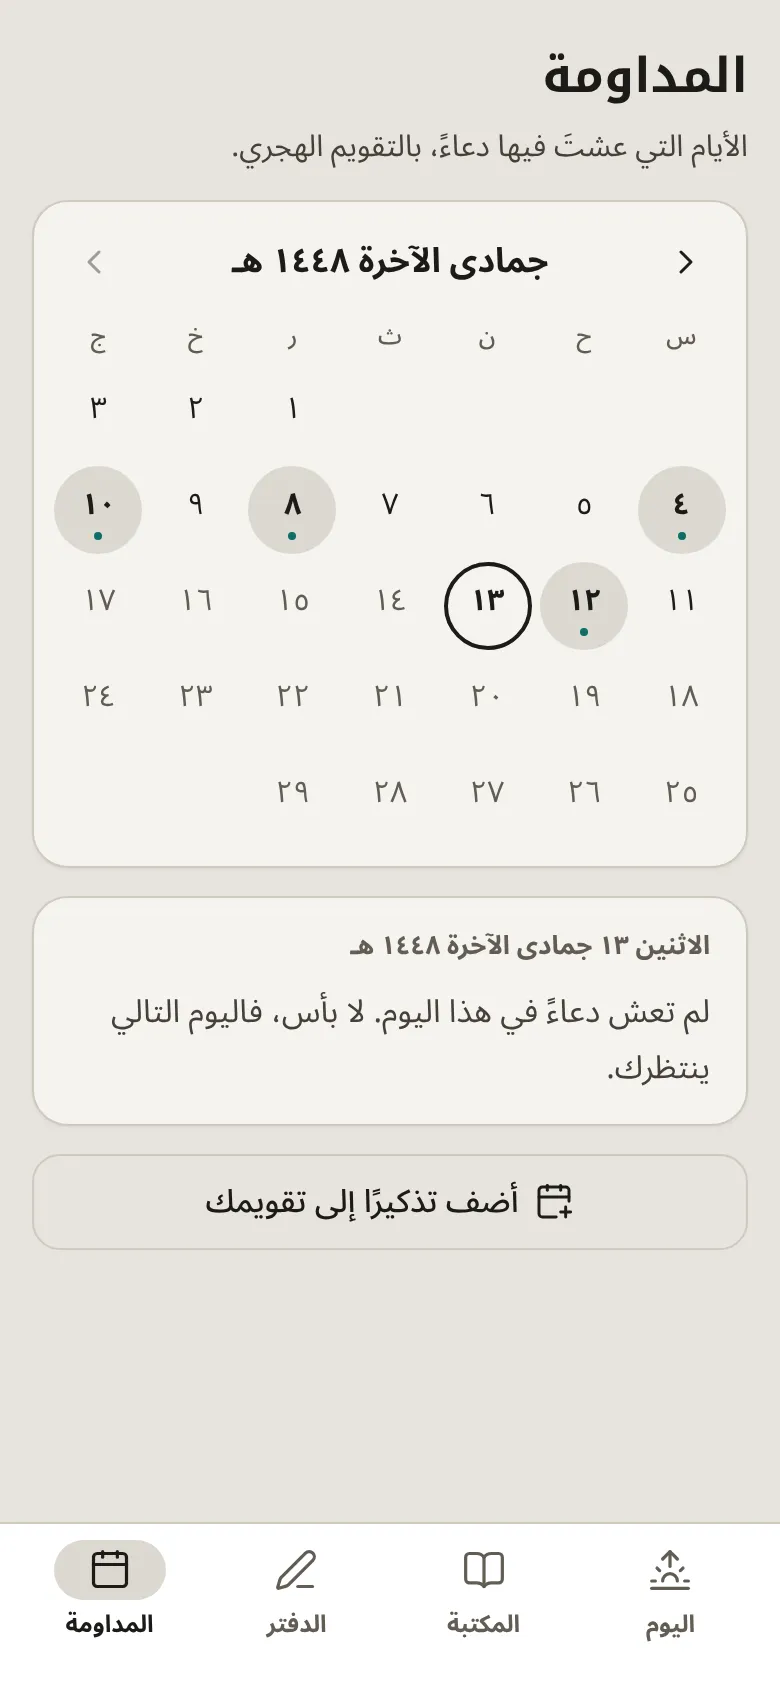 المداومة
الأيام التي عشتَ فيها دعاءً، بالتقويم الهجري.
جمادى الآخرة ١٤٤٨ هـ
س ح ن ث ر خ ج
١ ٢ ٣
٤ ٥ ٦ ٧ ٨ ٩ ١٠
١١ ١٢ ١٣ ١٤ ١٥ ١٦ ١٧
١٨ ١٩ ٢٠ ٢١ ٢٢ ٢٣ ٢٤
٢٥ ٢٦ ٢٧ ٢٨ ٢٩
الاثنين ١٣ جمادى الآخرة ١٤٤٨ هـ
لم تعش دعاءً في هذا اليوم. لا بأس، فاليوم التالي
ينتظرك.
أضف تذكيرًا إلى تقويمك
اليوم المكتبة الدفتر المداومة